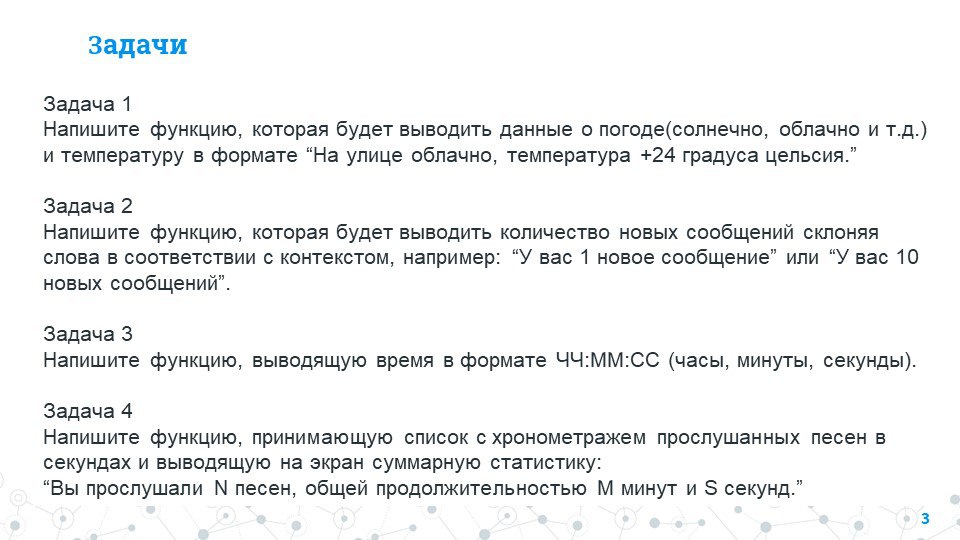 Задачи
Задача 1
Напишите функцию, которая будет выводить данные о погоде(солнечно, облачно и т.д.)
и температуру в формате “На улице облачно, температура +24 градуса цельсия.”
Задача 2
Напишите функцию, которая будет выводить количество новых сообщений склоняя
слова в соответствии с контекстом, например: “У вас 1 новое сообщение” или “У вас 10
новых сообщений”.
Задача 3
Напишите функцию, выводящую время в формате ЧЧ:ММ:СС (часы, минуты, секунды).
Задача 4
Напишите функцию, принимающую список с хронометражем прослушанных песен в
секундах и выводящую на экран суммарную статистику:
“Вы прослушали N песен, общей продолжительностью M минут и S секунд.”
3